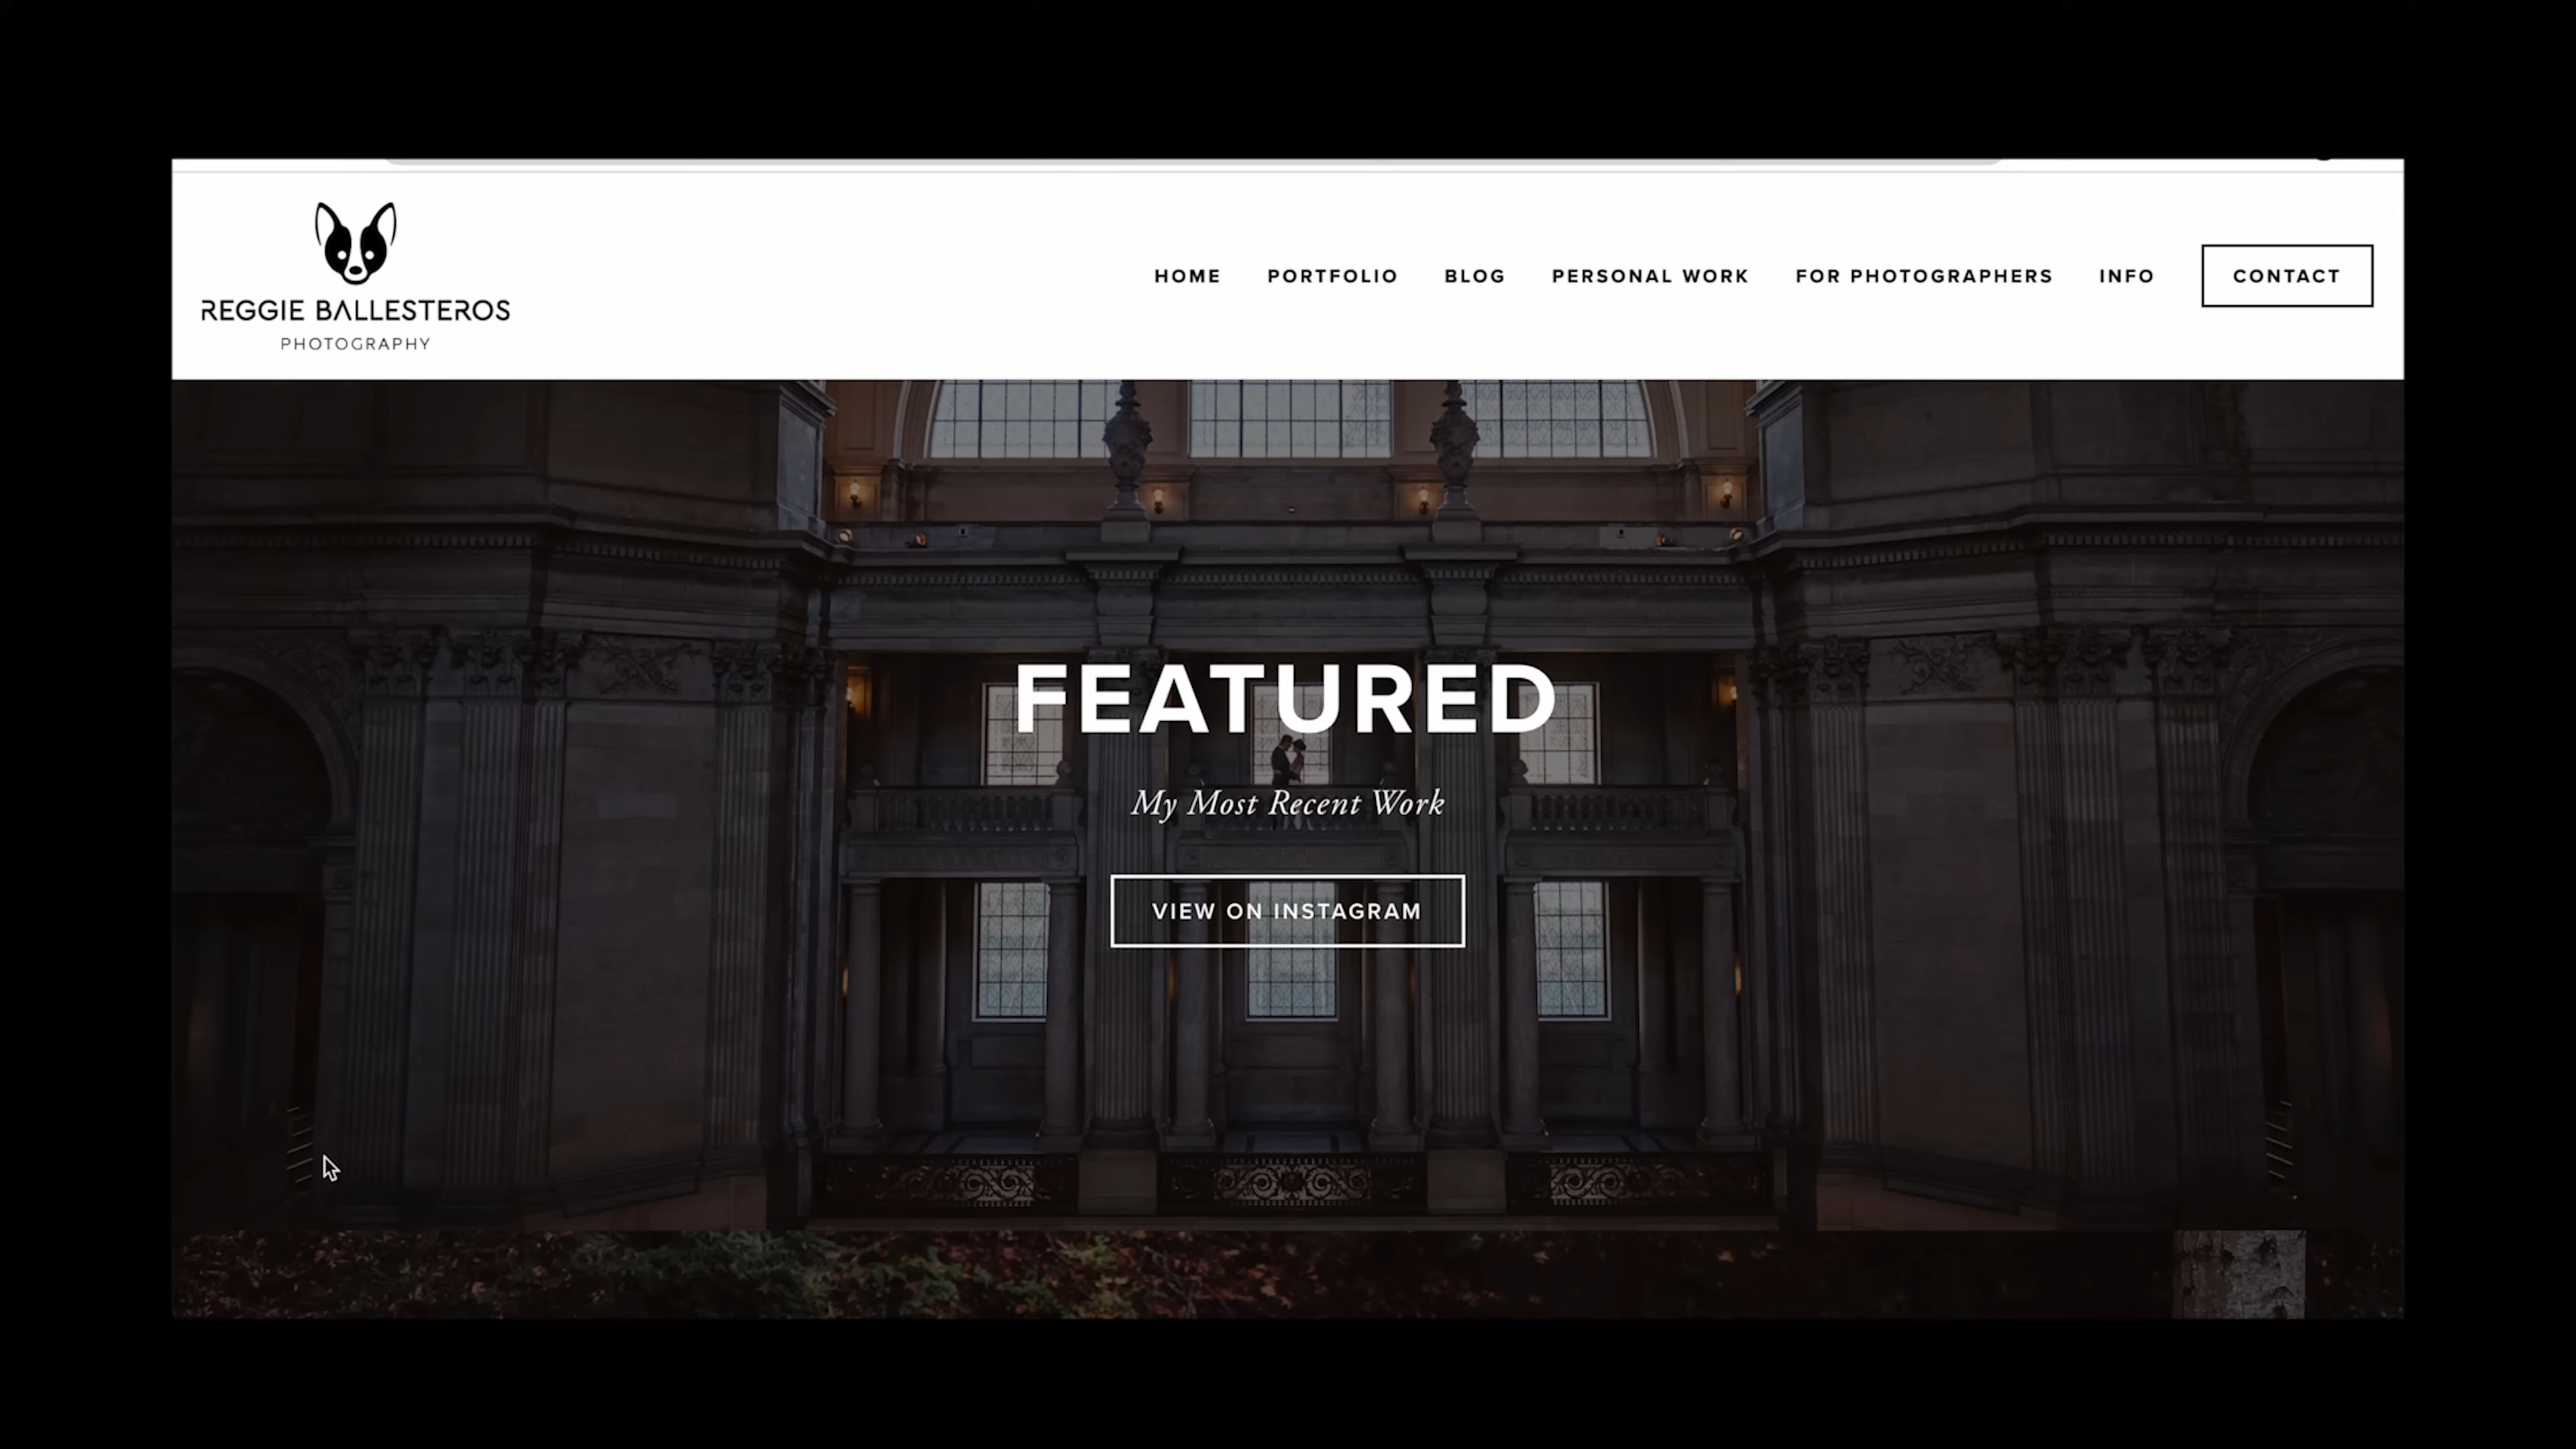 REGGIE BALLESTEROS
PHOTOGRAPHY
HOME PORTFOLIO BLOG PERSONAL WORK FOR PHOTOGRAPHERS INFO CONTACT
FEATURED
My Most Recent Work
VIEW ON INSTAGRAM